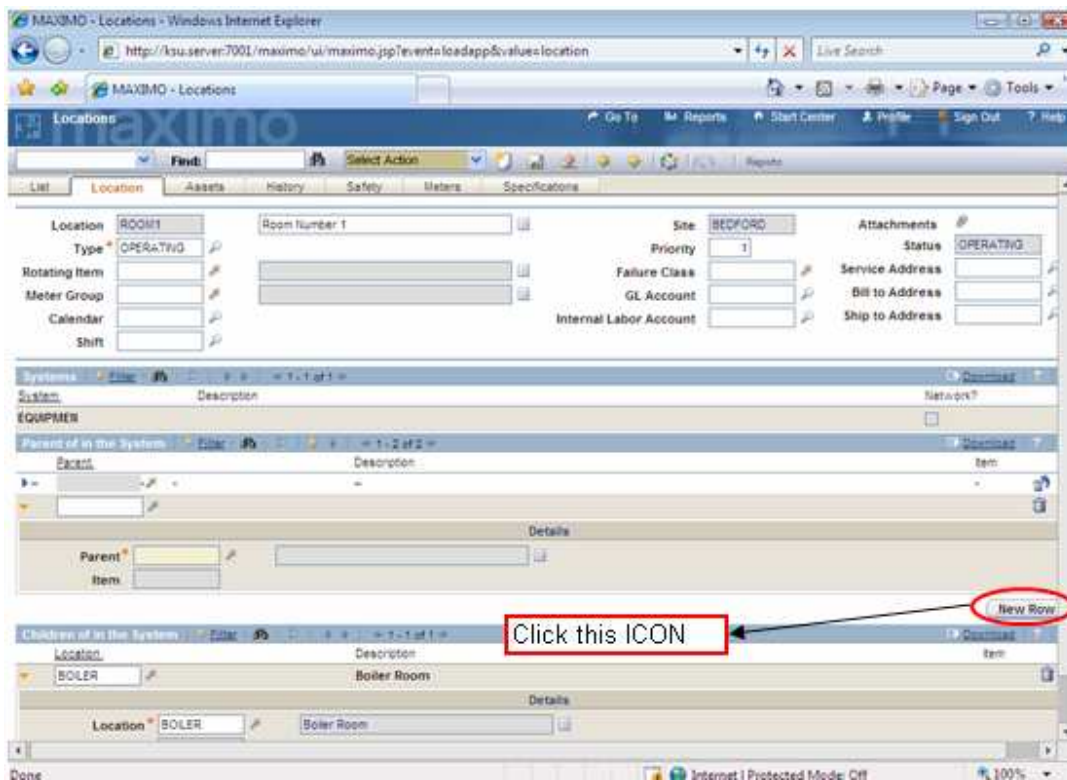 MAXIMO - Locations - Windows Internet Explorer
http://ksu.server:7001/maximo/ui/maximo.jsp?event=loadapp&value=location
Live Search
MAXIMO - Locations
Page Tools
Locations
maximo
Go To Reports Start Center Profile Sign Out ? Help
Find: Select Action Reports
List Location Assets History Safety Meters Specifications
Location ROOM1 Room Number 1 Site BEDFORD Attachments
Type * OPERATING Priority 1 Status OPERATING
Rotating Item Failure Class Service Address
Meter Group GL Account Bill to Address
Calendar Internal Labor Account Ship to Address
Shift
Systems Filter 1 - 1 of 1 Download ?
System Description Network?
EQUIPMEN
Parent of in the System Filter 1 - 2 of 2 Download ?
Parent Description Item
Details
Parent *
Item
New Row
Click this ICON
Children of in the System Filter 1 - 1 of 1 Download ?
Location Description Item
BOILER Boiler Room
Details
Location * BOILER Boiler Room
Done Internet | Protected Mode: Off 100%